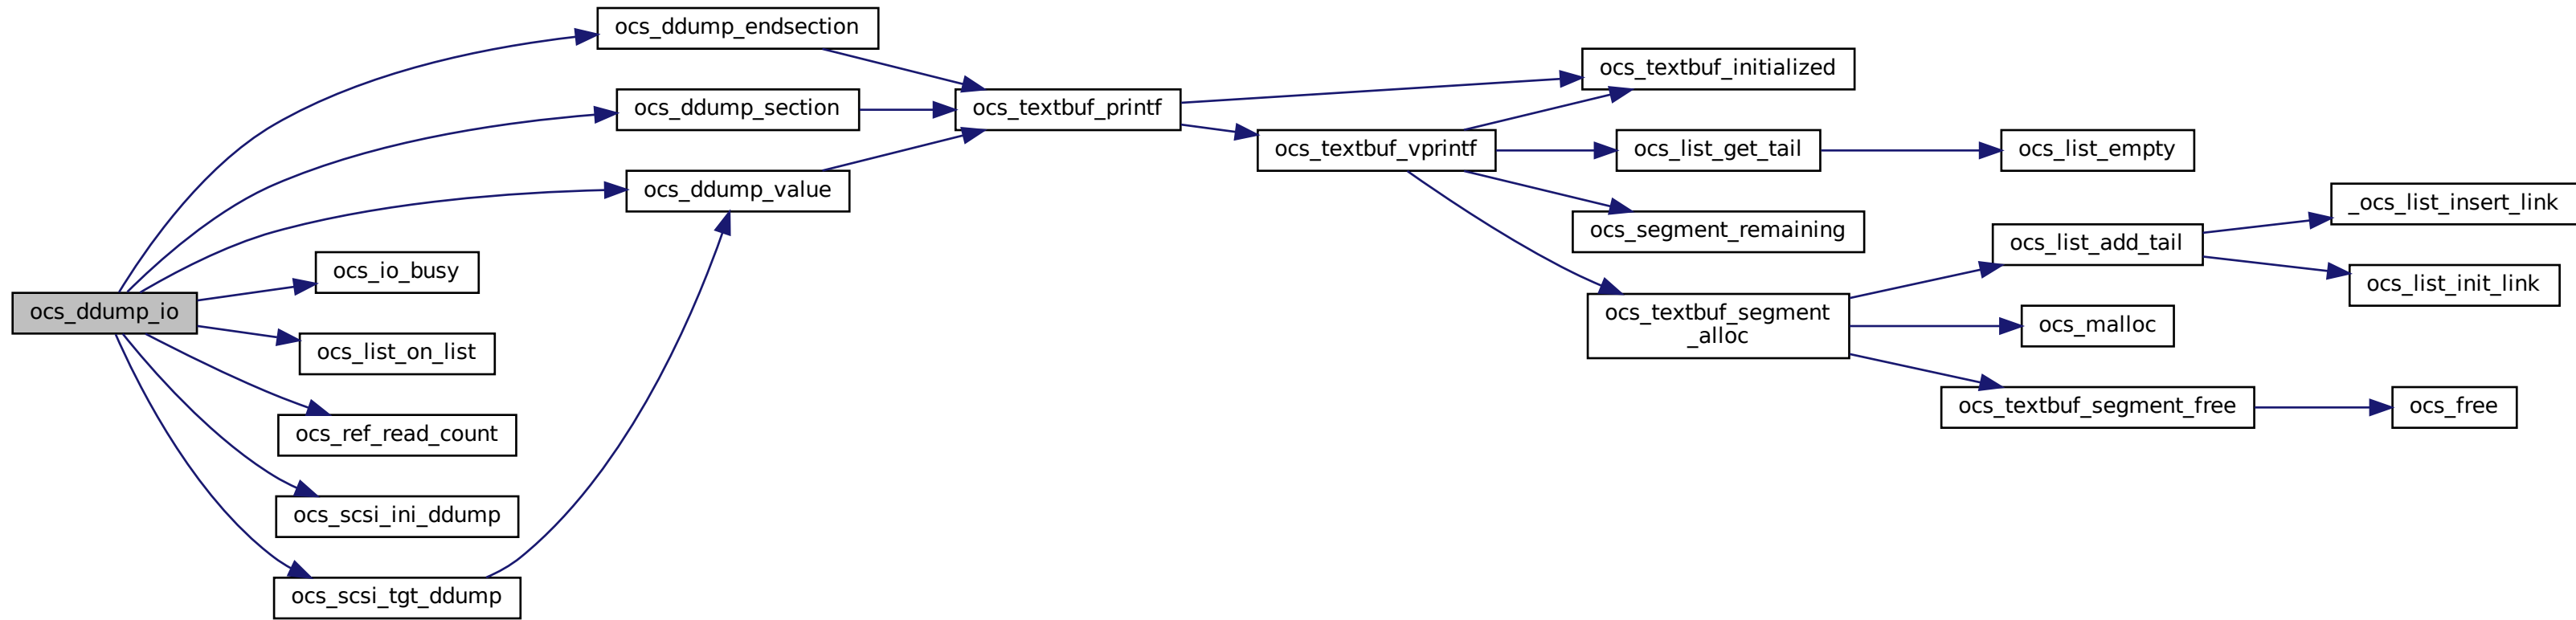 ocs_ddump_endsection
ocs_textbuf_initialized
ocs_ddump_section
ocs_textbuf_printf
ocs_textbuf_vprintf
ocs_list_get_tail
ocs_list_empty
ocs_ddump_value
_ocs_list_insert_link
ocs_segment_remaining
ocs_list_add_tail
ocs_io_busy
ocs_list_init_link
ocs_ddump_io
ocs_textbuf_segment
_alloc
ocs_malloc
ocs_list_on_list
ocs_textbuf_segment_free
ocs_free
ocs_ref_read_count
ocs_scsi_ini_ddump
ocs_scsi_tgt_ddump